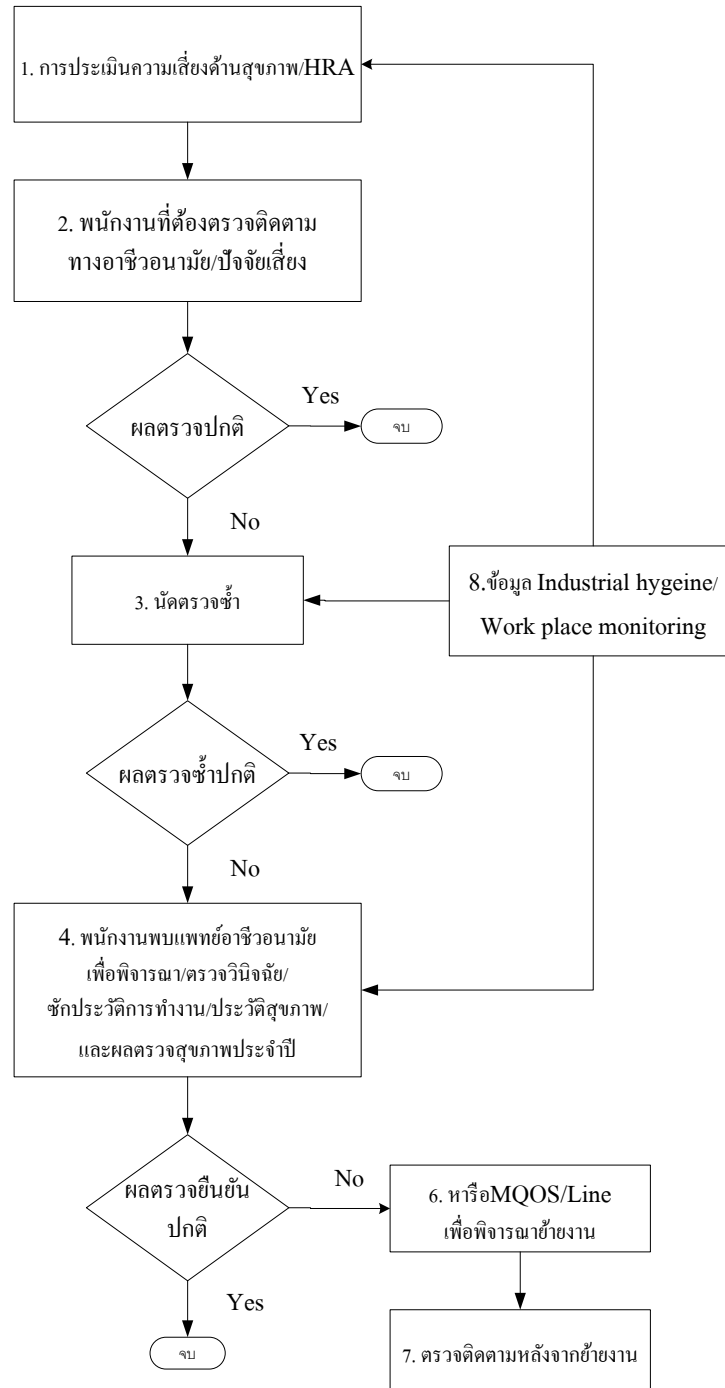 1. การประเมินความเสี่ยงด้านสุขภาพ/HRA
2. พนักงานที่ต้องตรวจติดตาม
ทางอาชีวอนามัย/ปัจจัยเสี่ยง
ผลตรวจปกติ
Yes
จบ
No
3. นัดตรวจซ้ำ
8.ข้อมูล Industrial hygeine/
Work place monitoring
ผลตรวจซ้ำปกติ
Yes
จบ
No
4. พนักงานพบแพทย์อาชีวอนามัย
เพื่อพิจารณา/ตรวจวินิจฉัย/
ซักประวัติการทำงาน/ประวัติสุขภาพ/
และผลตรวจสุขภาพประจำปี
ผลตรวจยืนยัน
ปกติ
No
6. หารือMQOS/Line
เพื่อพิจารณาย้ายงาน
Yes
จบ
7. ตรวจติดตามหลังจากย้ายงาน